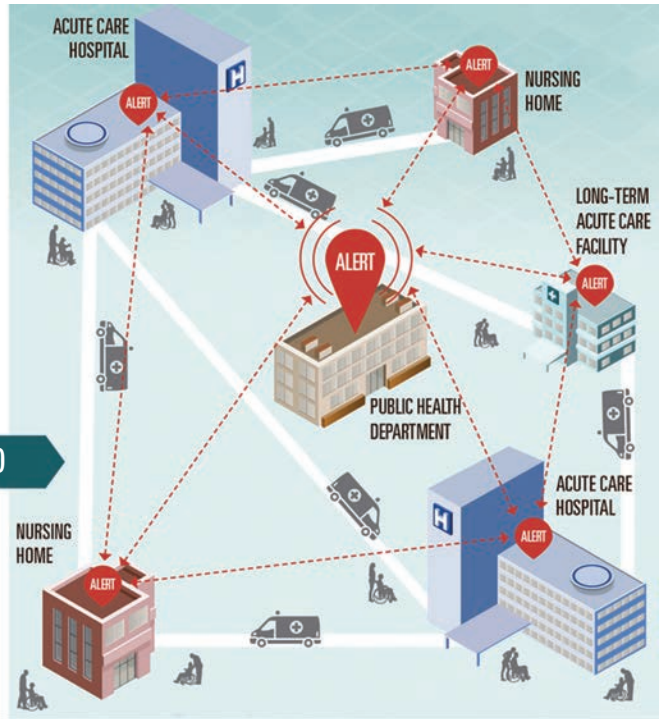 ACUTE CARE
HOSPITAL
H
ALERT
ALERT
NURSING
HOME
LONG-TERM
ACUTE CARE
FACILITY
ALERT
ALERT
PUBLIC HEALTH
DEPARTMENT
ACUTE CARE
HOSPITAL
H
ALERT
NURSING
HOME
ALERT